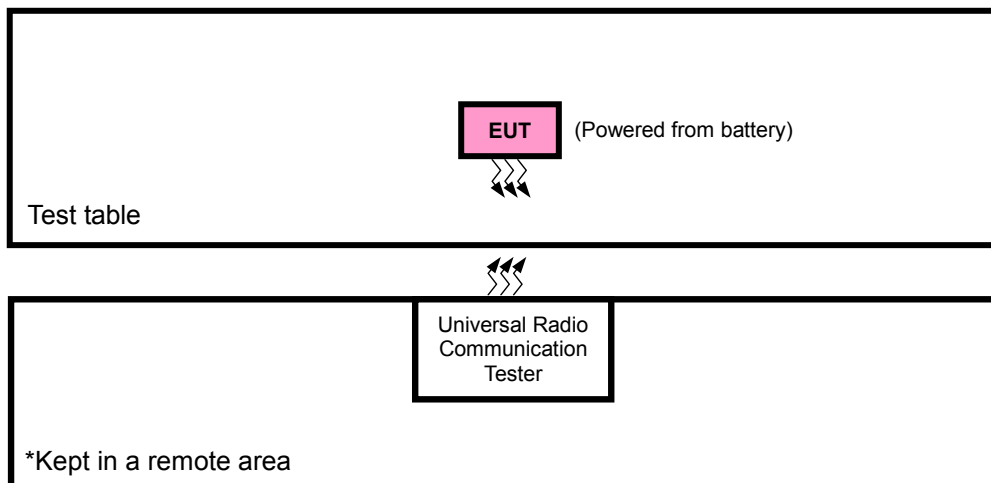 EUT
(Powered from battery)
Test table
Universal Radio
Communication
Tester
*Kept in a remote area